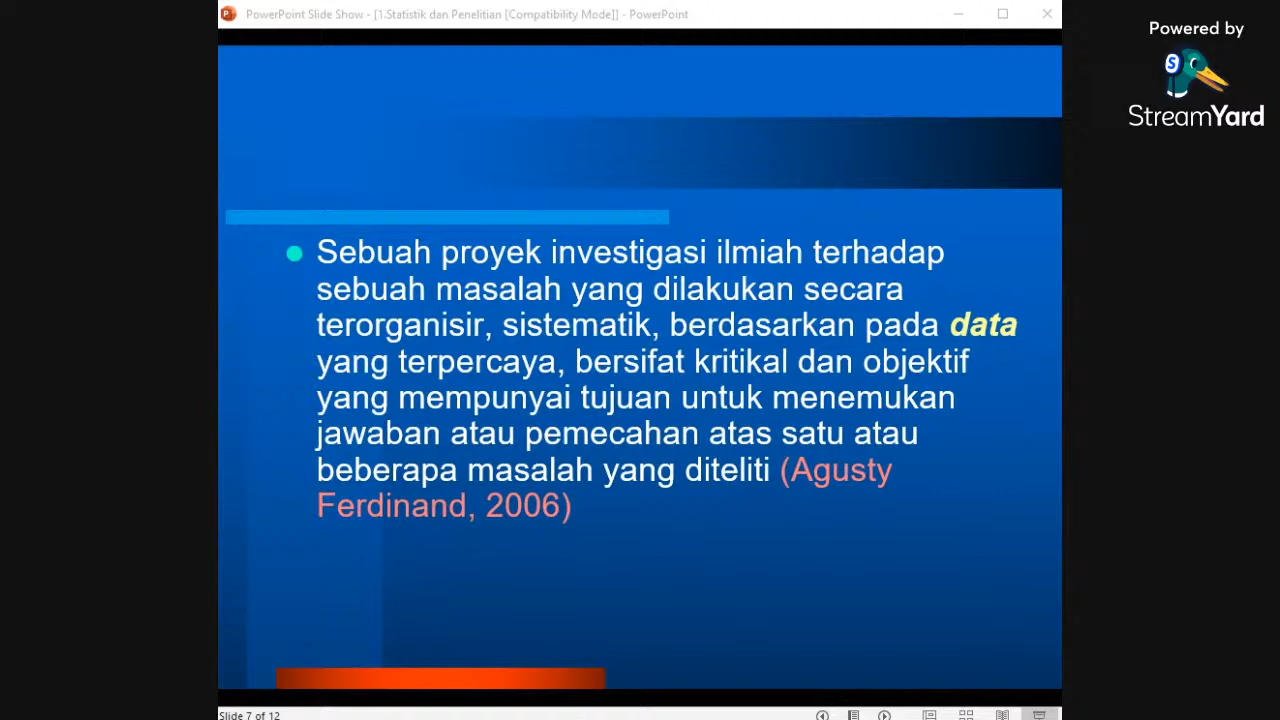 PowerPoint Slide Show - [1.Statistik dan Penelitian [Compatibility Mode]] - PowerPoint
Powered by
StreamYard
Sebuah proyek investigasi ilmiah terhadap
sebuah masalah yang dilakukan secara
terorganisir, sistematik, berdasarkan pada data
yang terpercaya, bersifat kritikal dan objektif
yang mempunyai tujuan untuk menemukan
jawaban atau pemecahan atas satu atau
beberapa masalah yang diteliti (Agusty
Ferdinand, 2006)
Slide 7 of 12